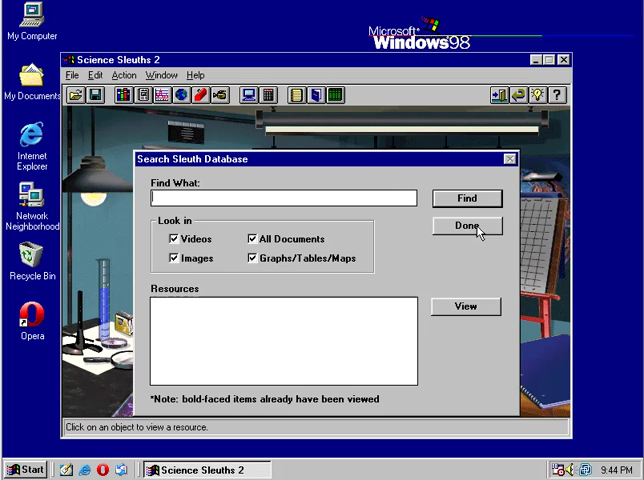 My Computer
Microsoft
Windows98
Science Sleuths 2
File Edit Action Window Help
My Documents
Internet
Explorer
Network
Neighborhood
Recycle Bin
Opera
Search Sleuth Database
Find What:
Find
Look in
Done
Videos
All Documents
Images
Graphs/Tables/Maps
Resources
View
*Note: bold-faced items already have been viewed
Click on an object to view a resource.
Start
Science Sleuths 2
9:44 PM